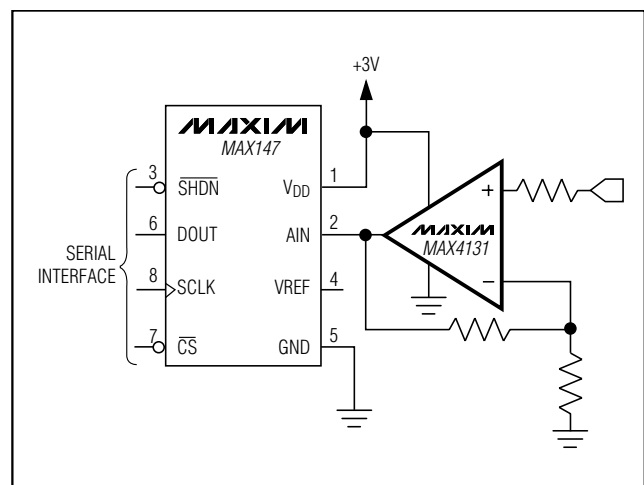 +3V
MAXIM
MAX147
3
SHDN
1
VDD
6
DOUT
2
AIN
SERIAL
INTERFACE
8
SCLK
4
VREF
7
CS
5
GND
+
MAXIM
MAX4131
−